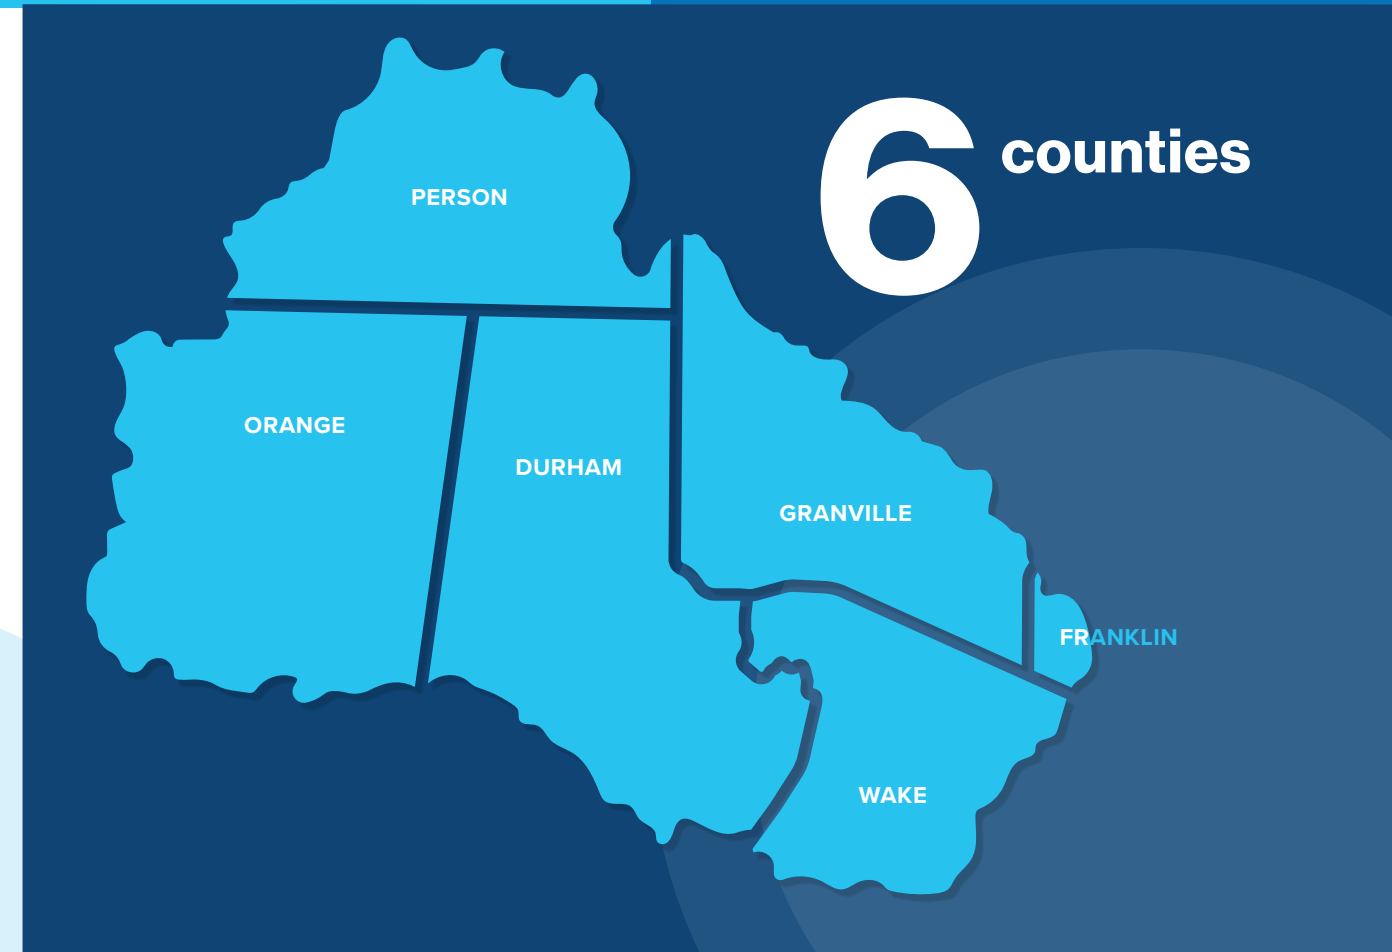 6 counties
PERSON
ORANGE
DURHAM
GRANVILLE
FRANKLIN
WAKE